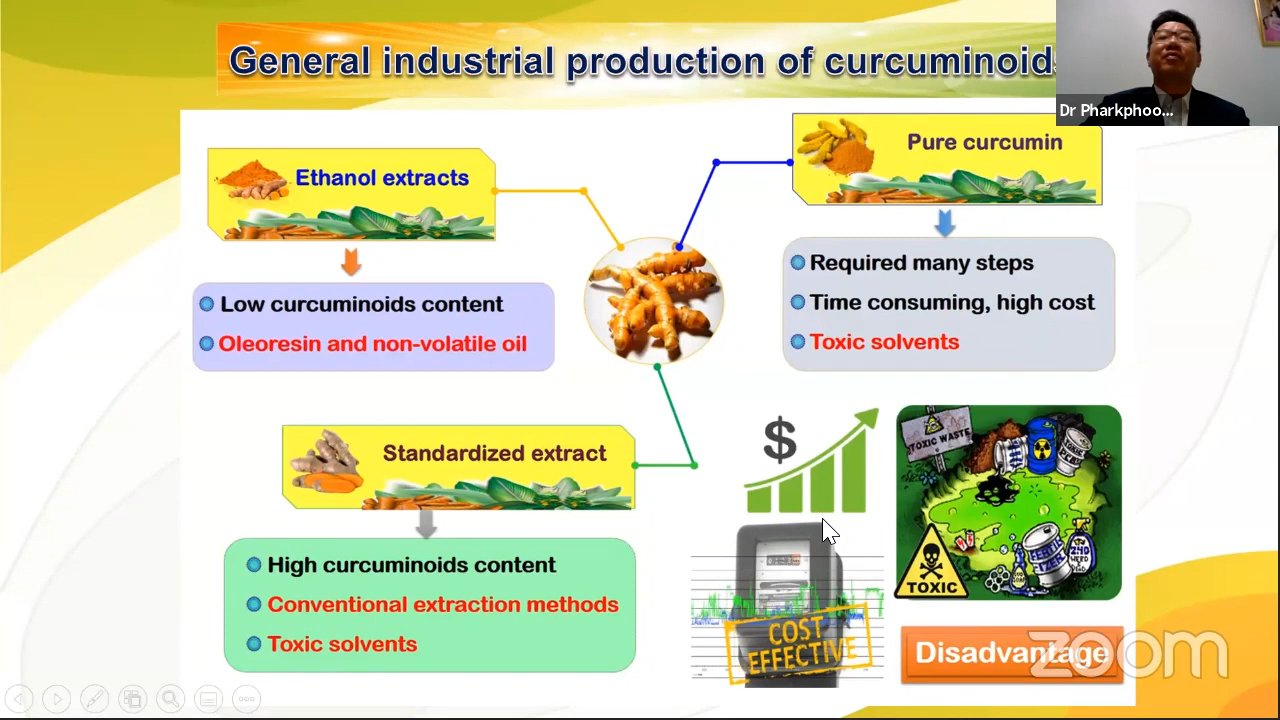 General industrial production of curcuminoids
Dr Pharkphoo...
Ethanol extracts
Low curcuminoids content
Oleoresin and non-volatile oil
Pure curcumin
Required many steps
Time consuming, high cost
Toxic solvents
Standardized extract
High curcuminoids content
Conventional extraction methods
Toxic solvents
$
COST
EFFECTIVE
TOXIC WASTE
TOXIC
Disadvantage
zoom